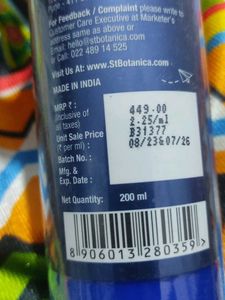 For Feedback / Complaint please write to
Customer Care Executive at Marketer's
address same as above or
Email: hello@stbotanica.com
or Call: 022 489 14 525
Visit Us At: www.StBotanica.com
MADE IN INDIA
MRP ₹ :
(Inclusive of
all taxes)
Unit Sale Price
(₹ per ml) :
Batch No. :
Mfg. &
Exp. Date :
449.00
2.25/ml
B31377
08/23&07/26
Net Quantity: 200 ml
8 906013 280359 >